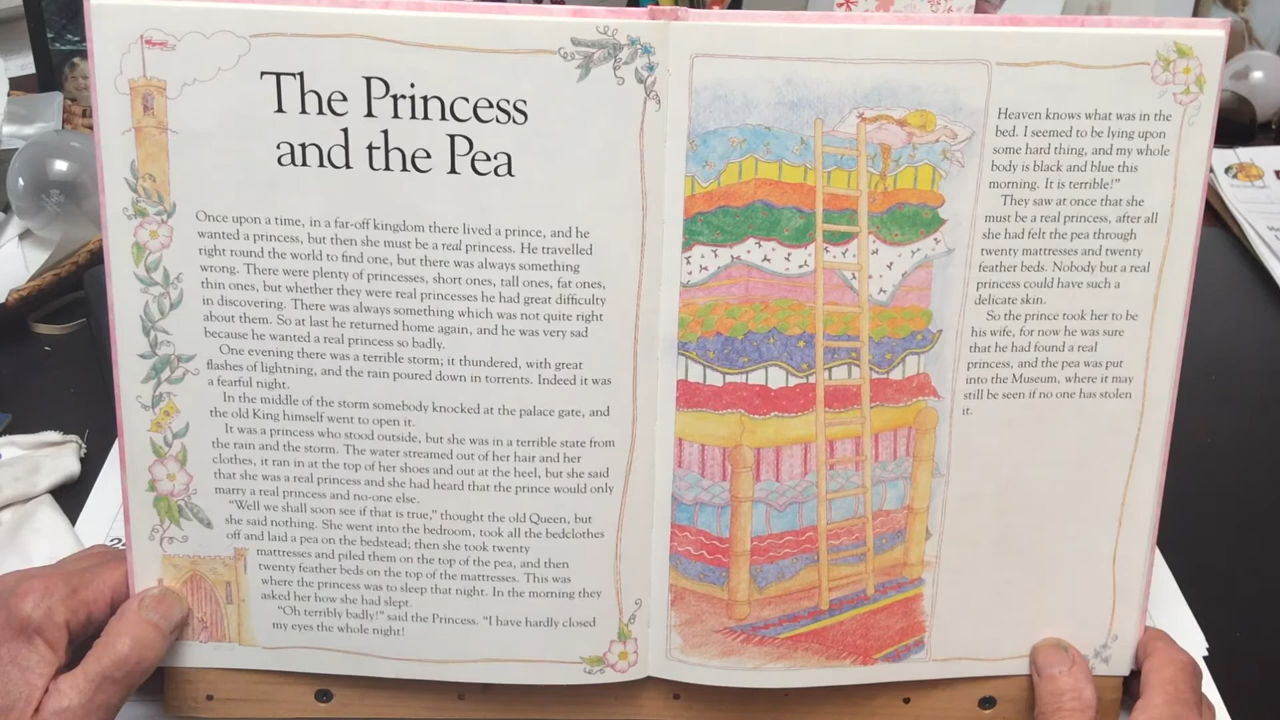 The Princess
and the Pea
Once upon a time, in a far-off kingdom there lived a prince, and he
wanted a princess, but then she must be a real princess. He travelled
right round the world to find one, but there was always something
wrong. There were plenty of princesses, short ones, tall ones, fat ones,
thin ones, but whether they were real princesses he had great difficulty
in discovering. There was always something which was not quite right
about them. So at last he returned home again, and he was very sad
because he wanted a real princess so badly.
One evening there was a terrible storm; it thundered, with great
flashes of lightning, and the rain poured down in torrents. Indeed it was
a fearful night.
In the middle of the storm somebody knocked at the palace gate, and
the old King himself went to open it.
It was a princess who stood outside, but she was in a terrible state from
the rain and the storm. The water streamed out of her hair and her
clothes, it ran in at the top of her shoes and out at the heel, but she said
that she was a real princess and she had heard that the prince would only
marry a real princess and no-one else.
"Well we shall soon see if that is true," thought the old Queen, but
she said nothing. She went into the bedroom, took all the bedclothes
off and laid a pea on the bedstead; then she took twenty
mattresses and piled them on the top of the pea, and then
twenty feather beds on the top of the mattresses. This was
where the princess was to sleep that night. In the morning they
asked her how she had slept.
"Oh terribly badly!" said the Princess. "I have hardly closed
my eyes the whole night!
Heaven knows what was in the
bed. I seemed to be lying upon
some hard thing, and my whole
body is black and blue this
morning. It is terrible!"
They saw at once that she
must be a real princess, after all
she had felt the pea through
twenty mattresses and twenty
feather beds. Nobody but a real
princess could have such a
delicate skin.
So the prince took her to be
his wife, for now he was sure
that he had found a real
princess, and the pea was put
into the Museum, where it may
still be seen if no one has stolen
it.